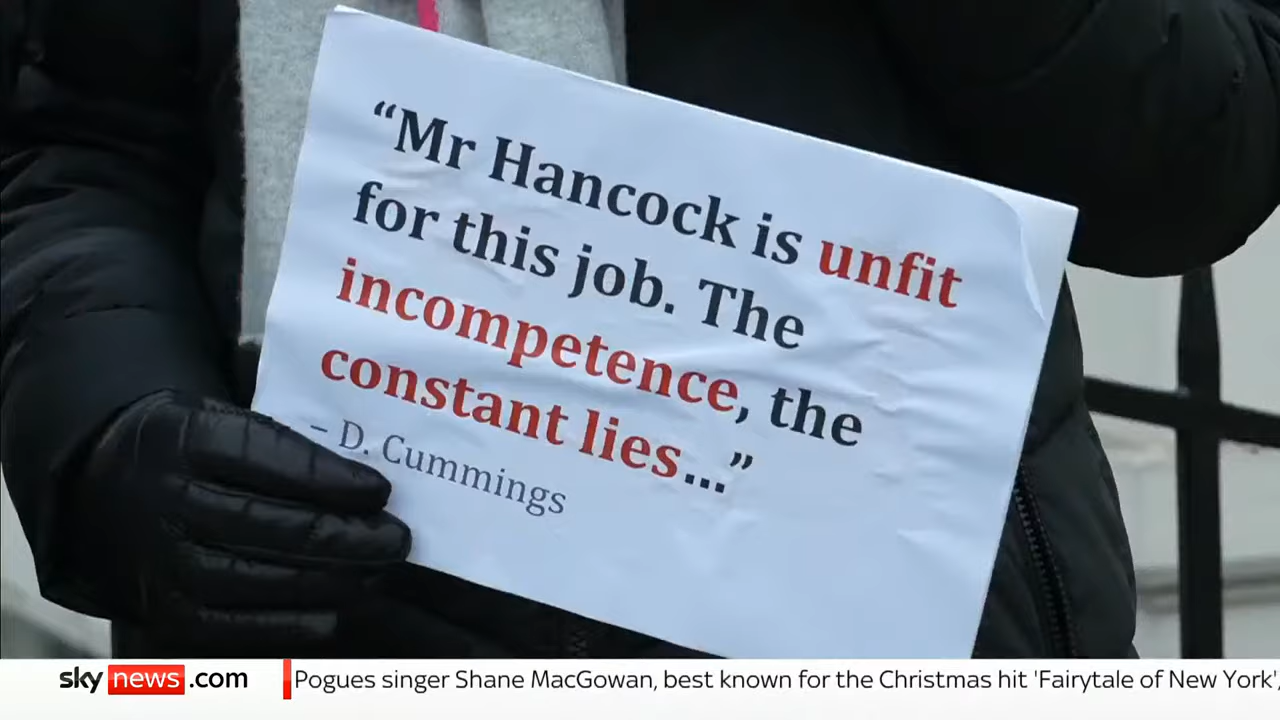 “Mr Hancock is unfit
for this job. The
incompetence, the
constant lies...”
– D. Cummings
sky news.com
Pogues singer Shane MacGowan, best known for the Christmas hit 'Fairytale of New York',